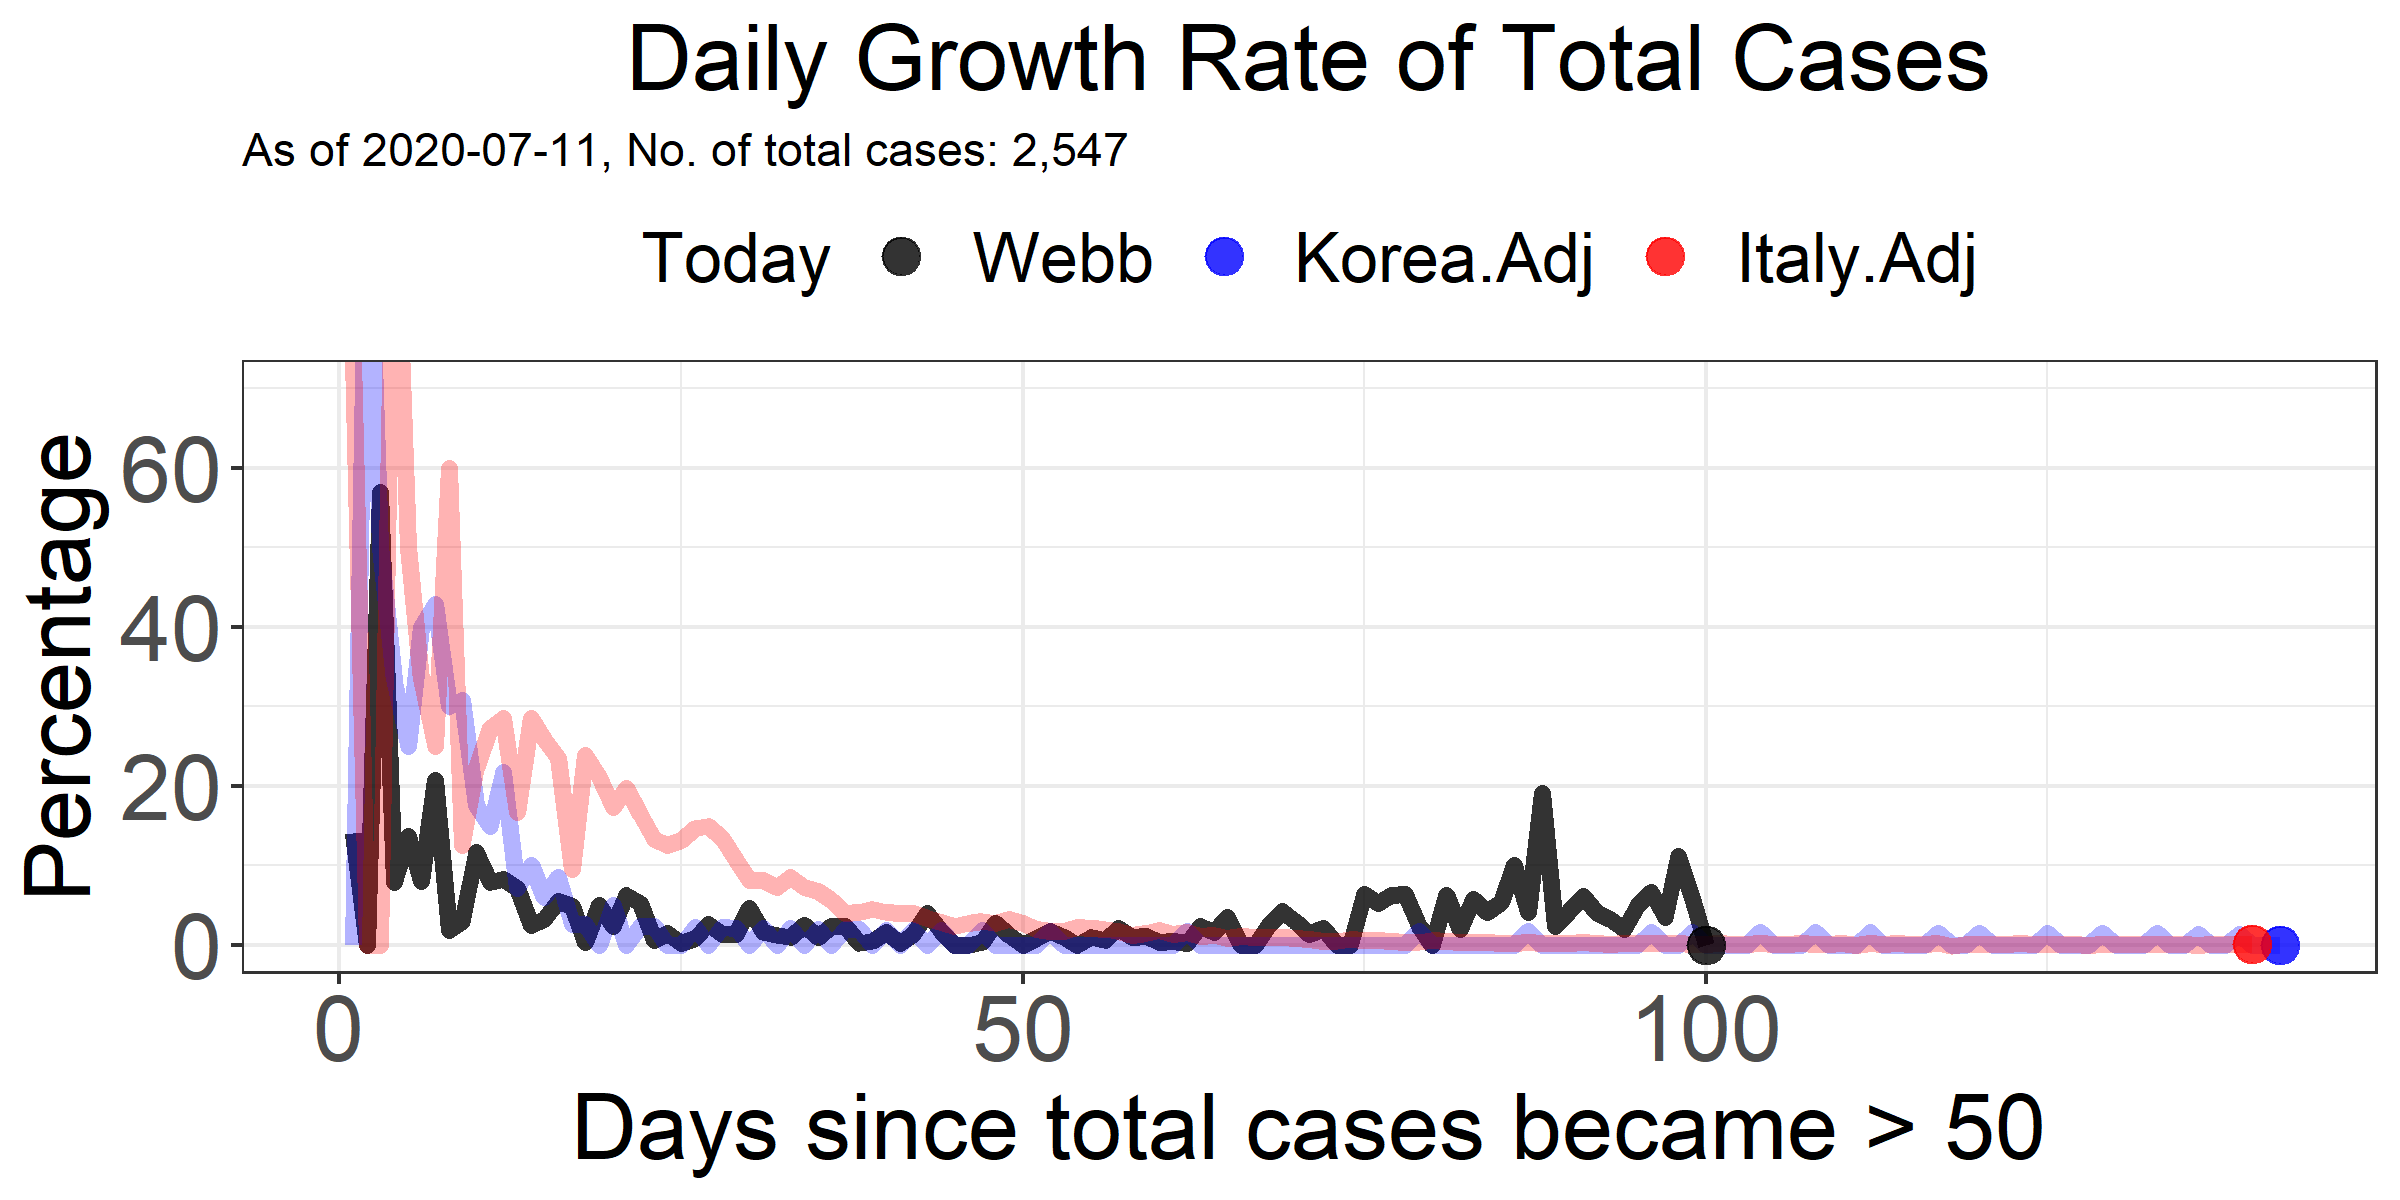 Daily Growth Rate of Total Cases
As of 2020-07-11, No. of total cases: 2,547
Today Webb Korea.Adj Italy.Adj
Percentage
60
40
20
0
0 50 100
Days since total cases became > 50